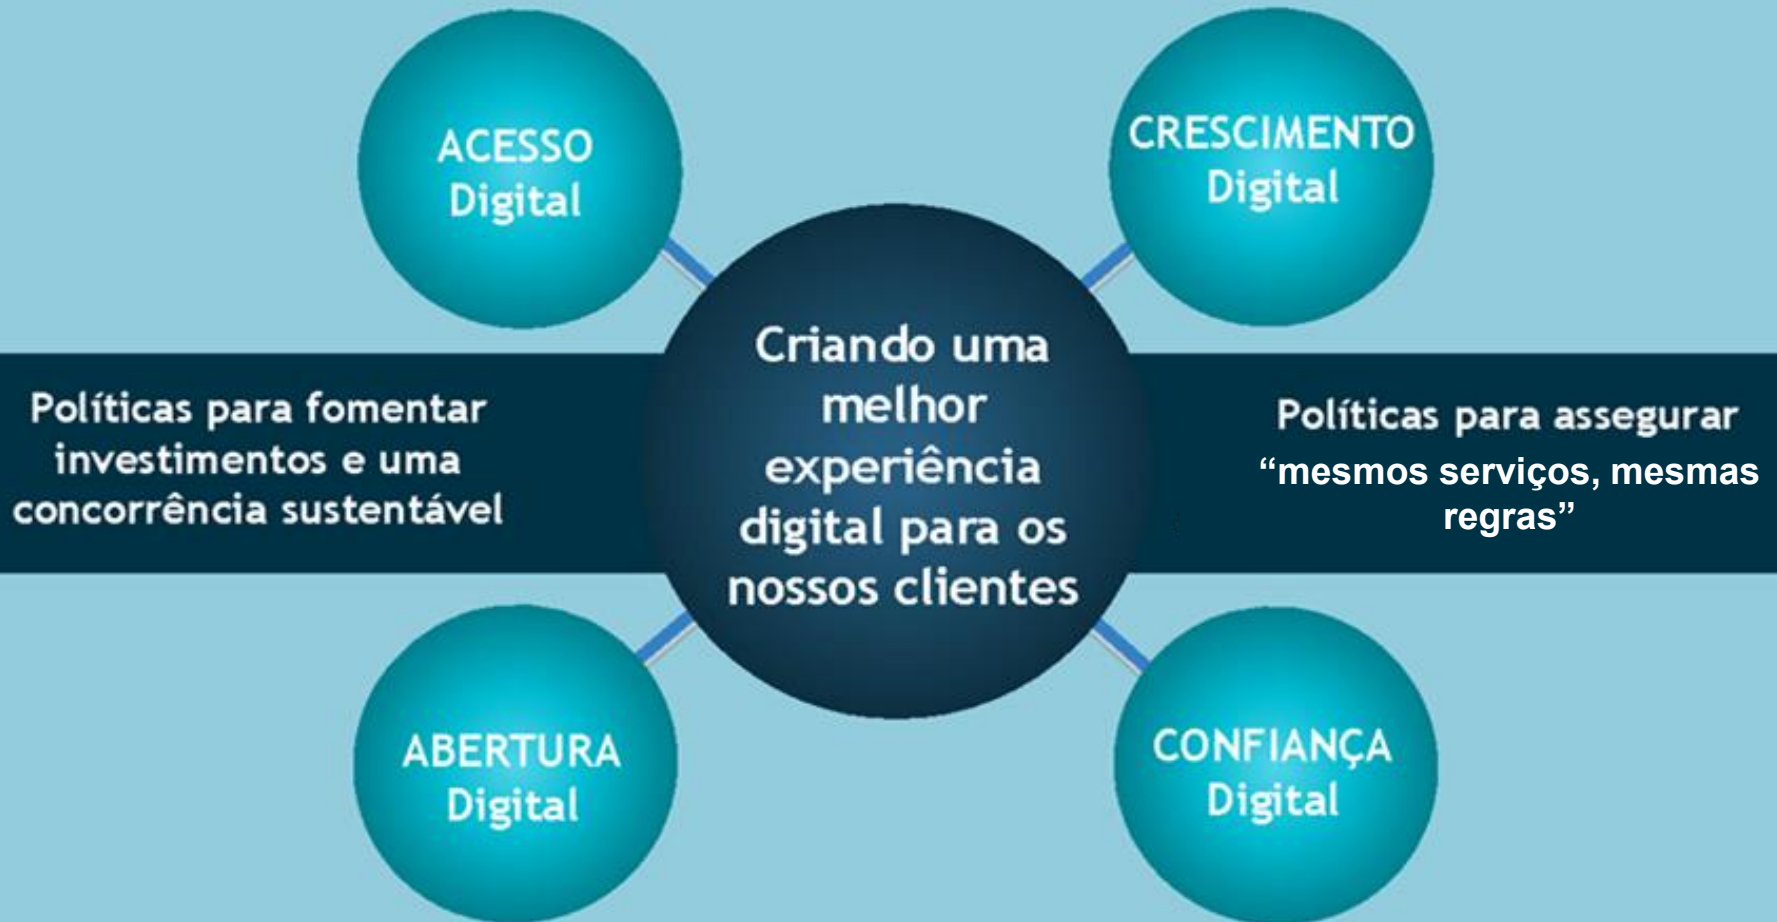 ACESSO
Digital
CRESCIMENTO
Digital
Políticas para fomentar
investimentos e uma
concorrência sustentável
Criando uma
melhor
experiência
digital para os
nossos clientes
Políticas para assegurar
“mesmos serviços, mesmas
regras”
ABERTURA
Digital
CONFIANÇA
Digital